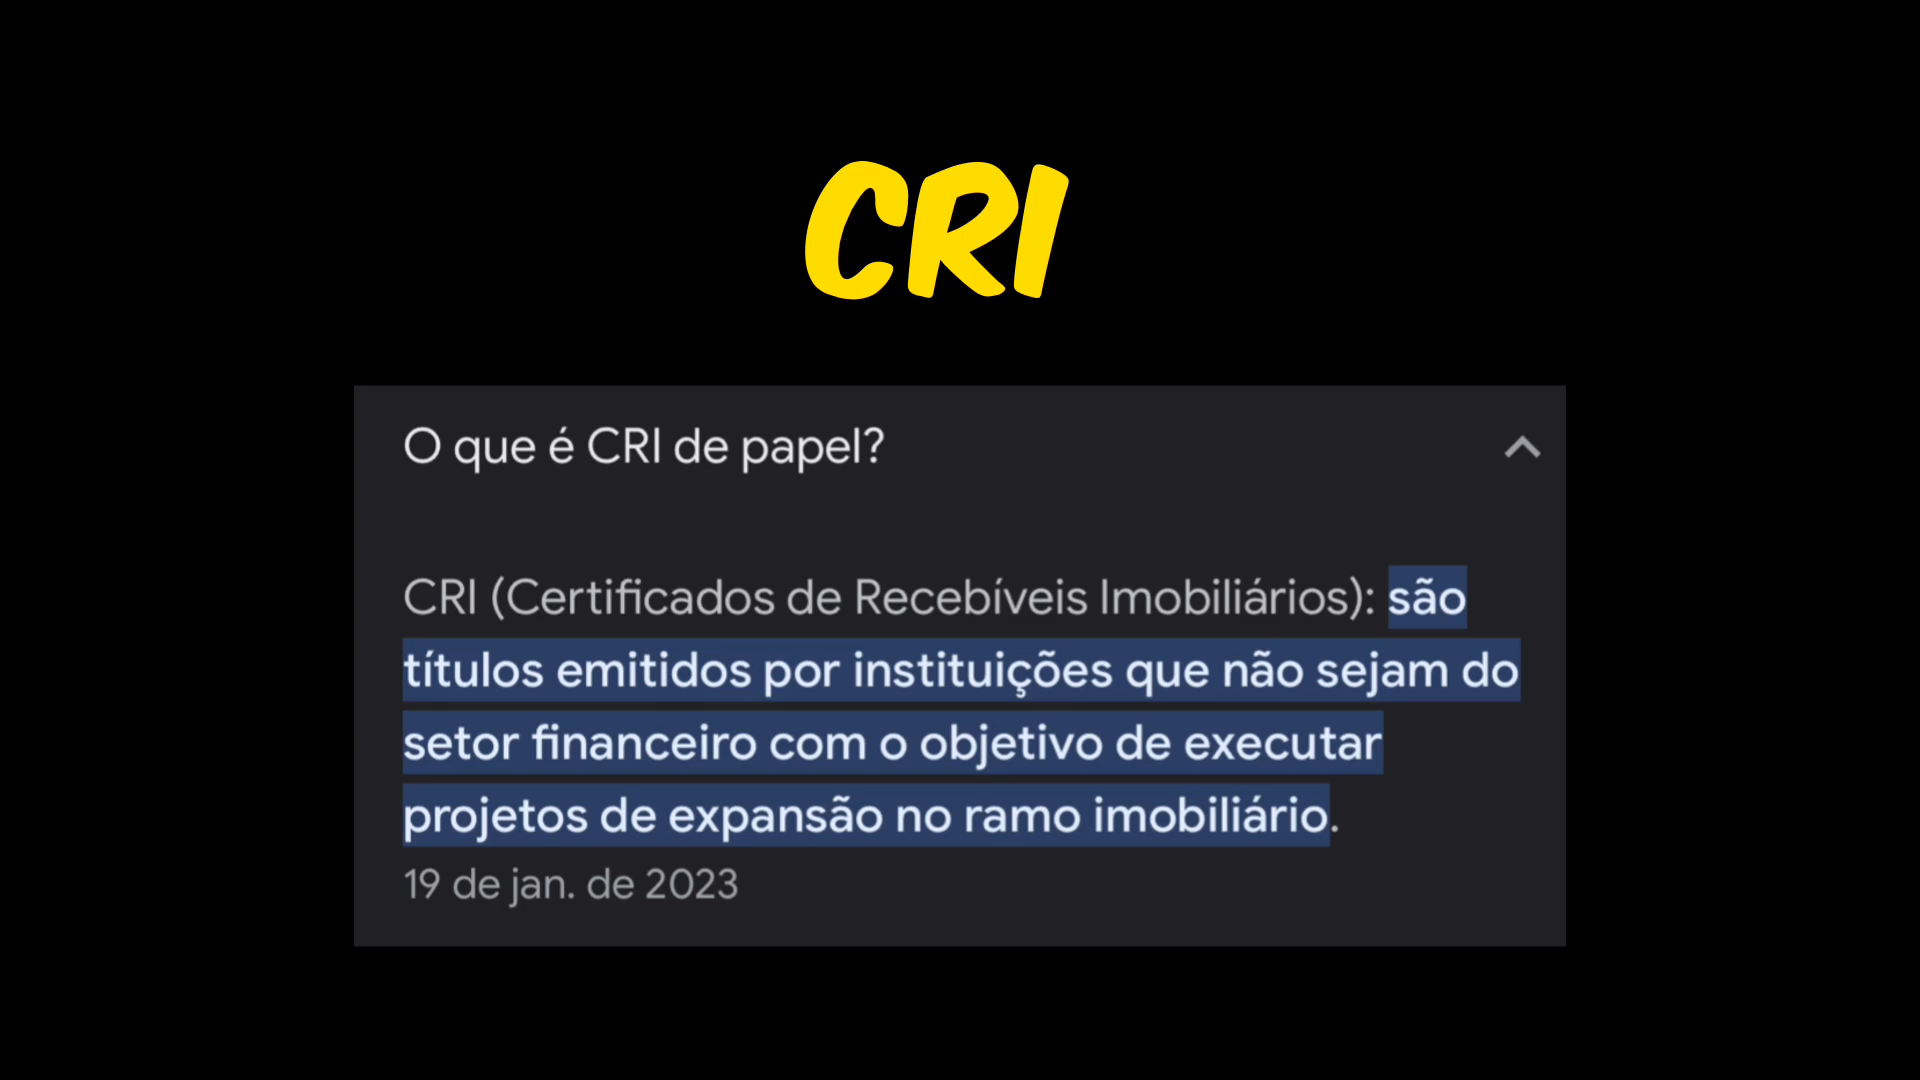 CRI
O que é CRI de papel?
CRI (Certificados de Recebíveis Imobiliários): são
títulos emitidos por instituições que não sejam do
setor financeiro com o objetivo de executar
projetos de expansão no ramo imobiliário.
19 de jan. de 2023